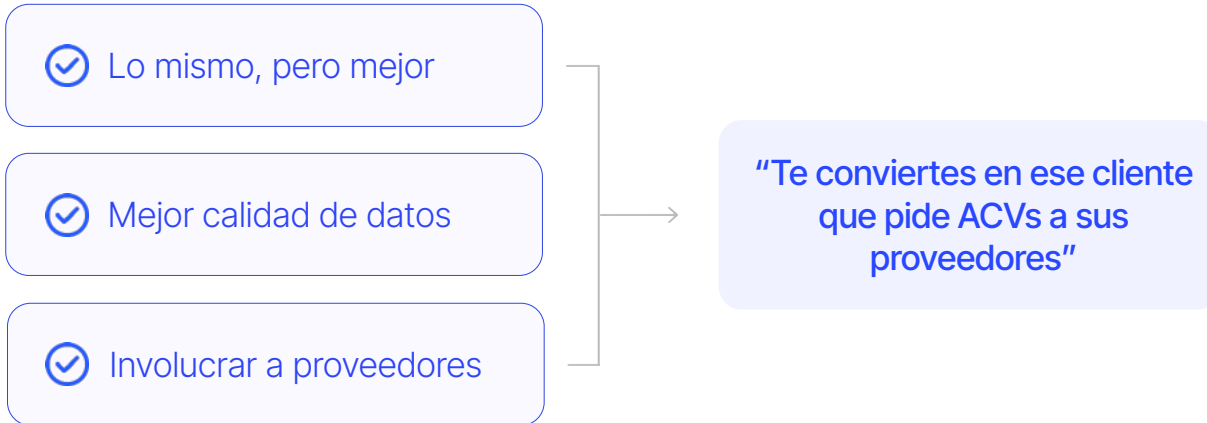 Lo mismo, pero mejor
Mejor calidad de datos
Involucrar a proveedores
“Te conviertes en ese cliente
que pide ACVs a sus
proveedores”